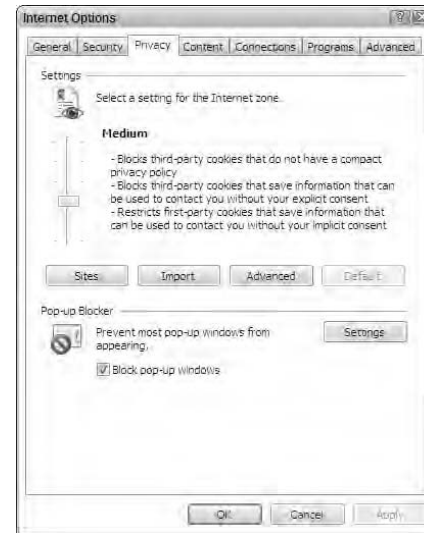 Internet Options
General Security Privacy Content Connections Programs Advanced
Settings
Select a setting for the Internet zone.
Medium
- Blocks third-party cookies that do not have a compact
privacy policy
- Blocks third-party cookies that save information that can
be used to contact you without your explicit consent
- Restricts first-party cookies that save information that
can be used to contact you without your implicit consent
Sites Import Advanced Default
Pop-up Blocker
Prevent most pop-up windows from
appearing.
Settings
Block pop-up windows
OK Cancel Apply